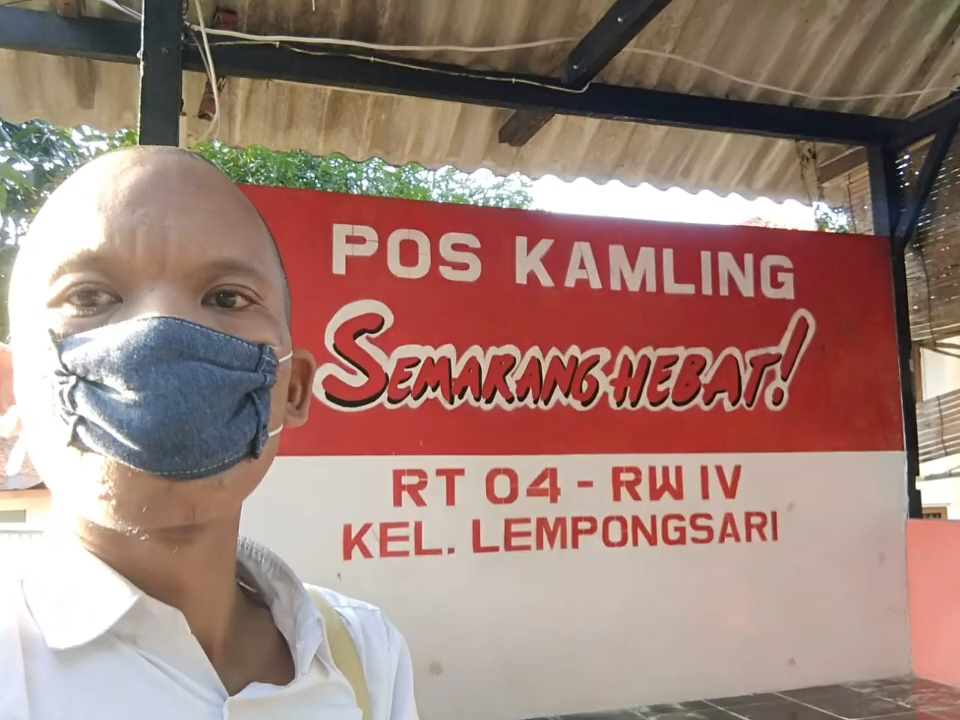 POS KAMLING
SEMARANG HEBAT!
RT 04 - RW IV
KEL. LEMPONGSARI